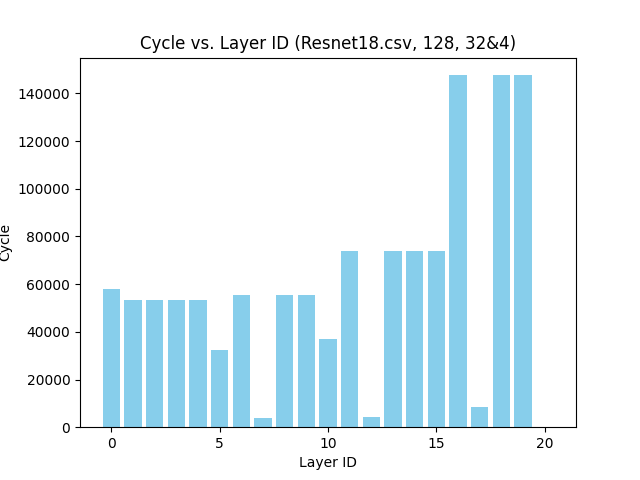 Cycle vs. Layer ID (Resnet18.csv, 128, 32&4)
140000
120000
100000
80000
60000
40000
20000
0
Cycle
0 5 10 15 20
Layer ID